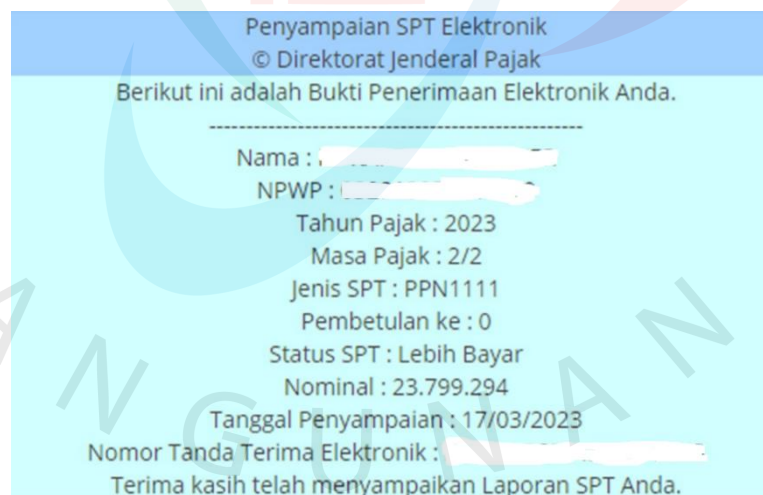 Penyampaian SPT Elektronik
© Direktorat Jenderal Pajak
Berikut ini adalah Bukti Penerimaan Elektronik Anda.
--------------------------------------------------
Nama :
NPWP :
Tahun Pajak : 2023
Masa Pajak : 2/2
Jenis SPT : PPN1111
Pembetulan ke : 0
Status SPT : Lebih Bayar
Nominal : 23.799.294
Tanggal Penyampaian : 17/03/2023
Nomor Tanda Terima Elektronik :
Terima kasih telah menyampaikan Laporan SPT Anda.
ANGUNAN